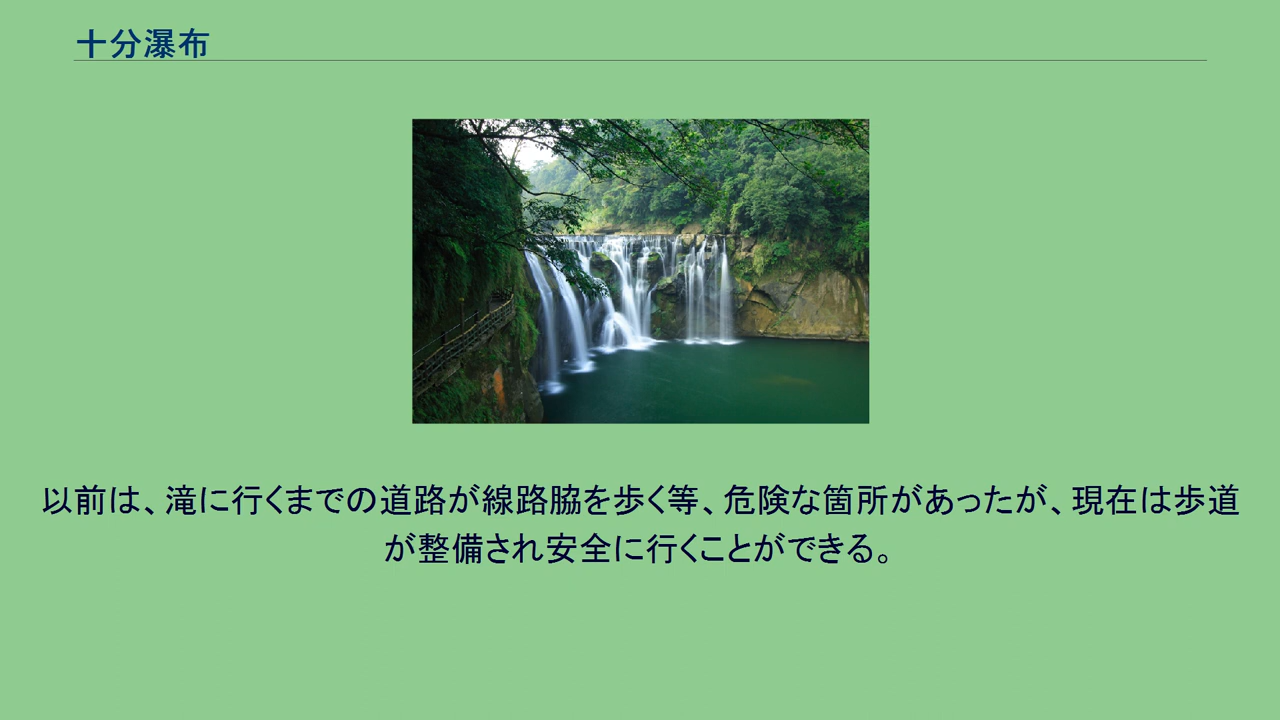 十分瀑布
以前は、滝に行くまでの道路が線路脇を歩く等、危険な箇所があったが、現在は歩道
が整備され安全に行くことができる。